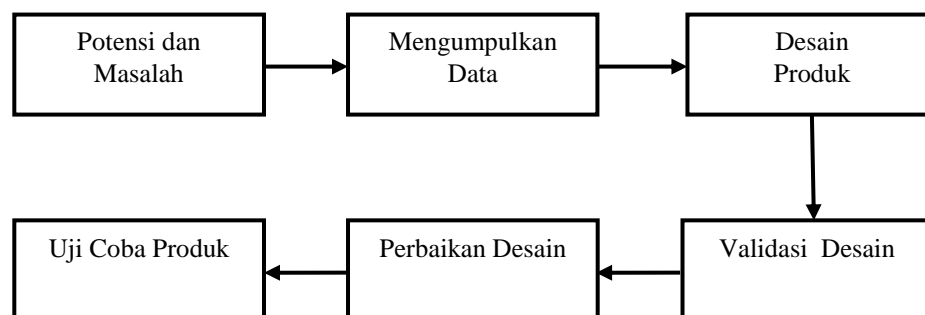 Potensi dan
Masalah
Mengumpulkan
Data
Desain
Produk
Uji Coba Produk
Perbaikan Desain
Validasi  Desain